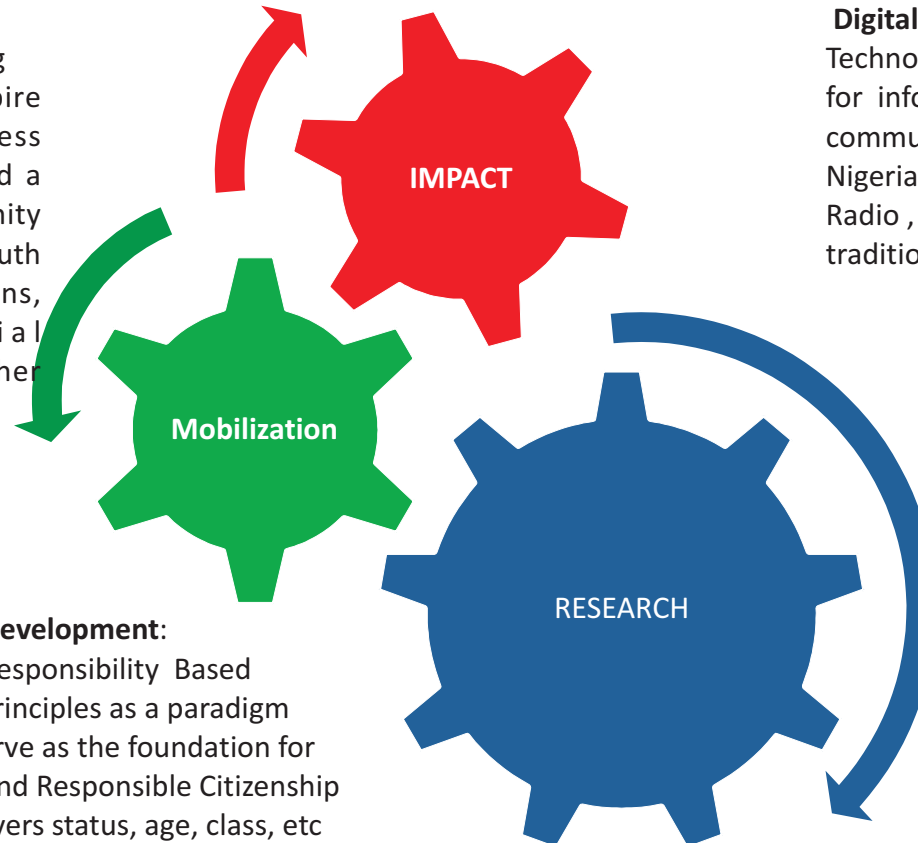 g
pire
ess
d a
nity
uth
ns,
i a l
ner
IMPACT
Digital
Techno
for info
commu
Nigeria
Radio ,
traditio
Mobilization
RESEARCH
evelopment:
esponsibility Based
rinciples as a paradigm
rve as the foundation for
nd Responsible Citizenship
vers status, age, class, etc